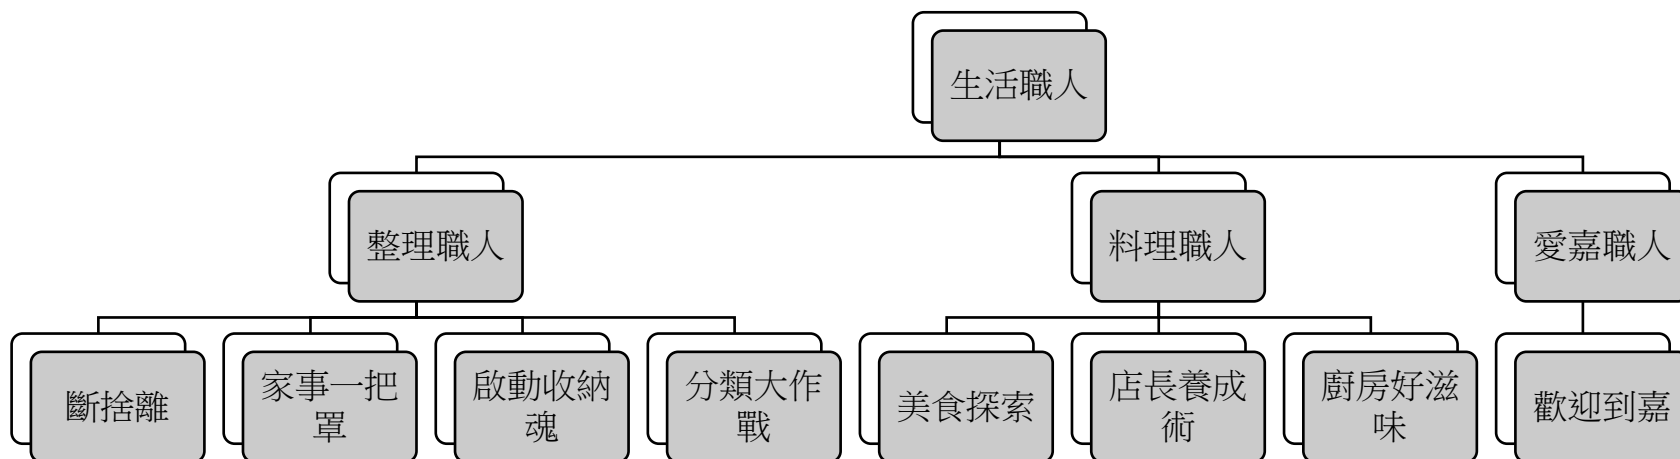 生活職人
整理職人
料理職人
愛嘉職人
斷捨離
家事一把
罩
啟動收納
魂
分類大作
戰
美食探索
店長養成
術
廚房好滋
味
歡迎到嘉